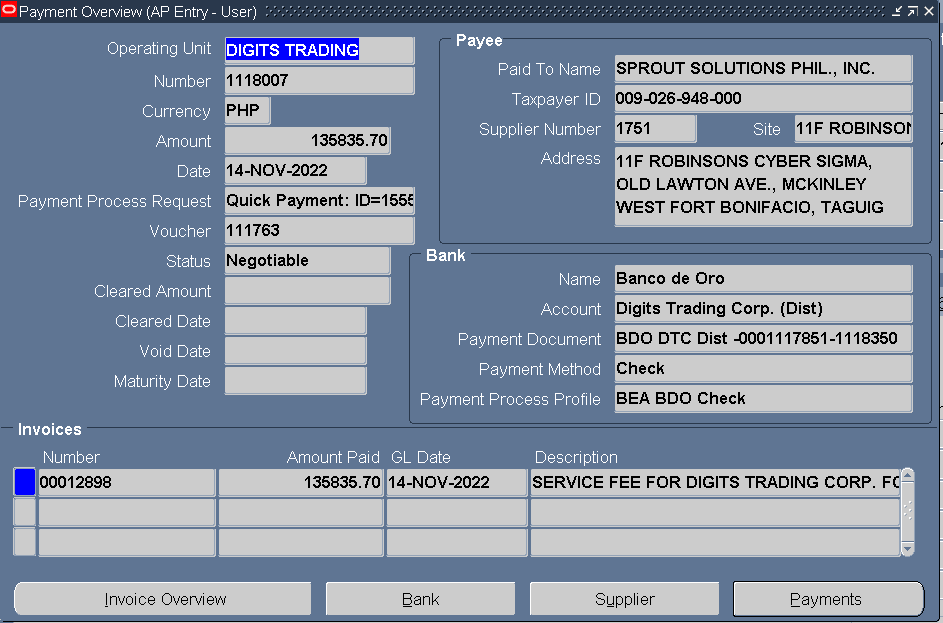 Payment Overview (AP Entry - User)
Operating Unit DIGITS TRADING
Number 1118007
Currency PHP
Amount 135835.70
Date 14-NOV-2022
Payment Process Request Quick Payment: ID=1555
Voucher 111763
Status Negotiable
Cleared Amount
Cleared Date
Void Date
Maturity Date
Payee
Paid To Name SPROUT SOLUTIONS PHIL., INC.
Taxpayer ID 009-026-948-000
Supplier Number 1751 Site 11F ROBINSON
Address 11F ROBINSONS CYBER SIGMA,
OLD LAWTON AVE., MCKINLEY
WEST FORT BONIFACIO, TAGUIG
Bank
Name Banco de Oro
Account Digits Trading Corp. (Dist)
Payment Document BDO DTC Dist -0001117851-1118350
Payment Method Check
Payment Process Profile BEA BDO Check
Invoices
Number Amount Paid GL Date Description
00012898 135835.70 14-NOV-2022 SERVICE FEE FOR DIGITS TRADING CORP. FO
Invoice Overview Bank Supplier Payments